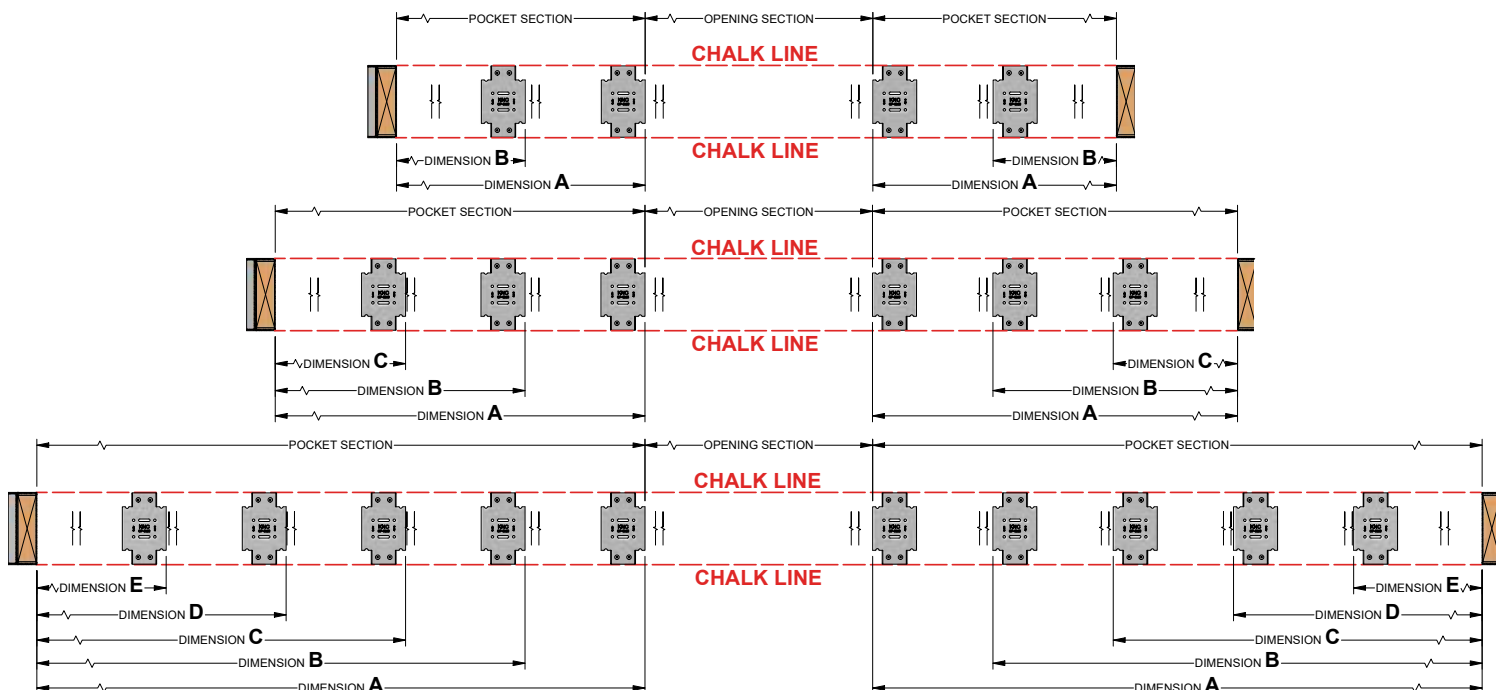 POCKET SECTION OPENING SECTION POCKET SECTION
CHALK LINE
CHALK LINE
DIMENSION B DIMENSION B
DIMENSION A DIMENSION A
POCKET SECTION OPENING SECTION POCKET SECTION
CHALK LINE
CHALK LINE
DIMENSION C DIMENSION C
DIMENSION B DIMENSION B
DIMENSION A DIMENSION A
POCKET SECTION OPENING SECTION POCKET SECTION
CHALK LINE
CHALK LINE
DIMENSION E DIMENSION E
DIMENSION D DIMENSION D
DIMENSION C DIMENSION C
DIMENSION B DIMENSION B
DIMENSION A DIMENSION A